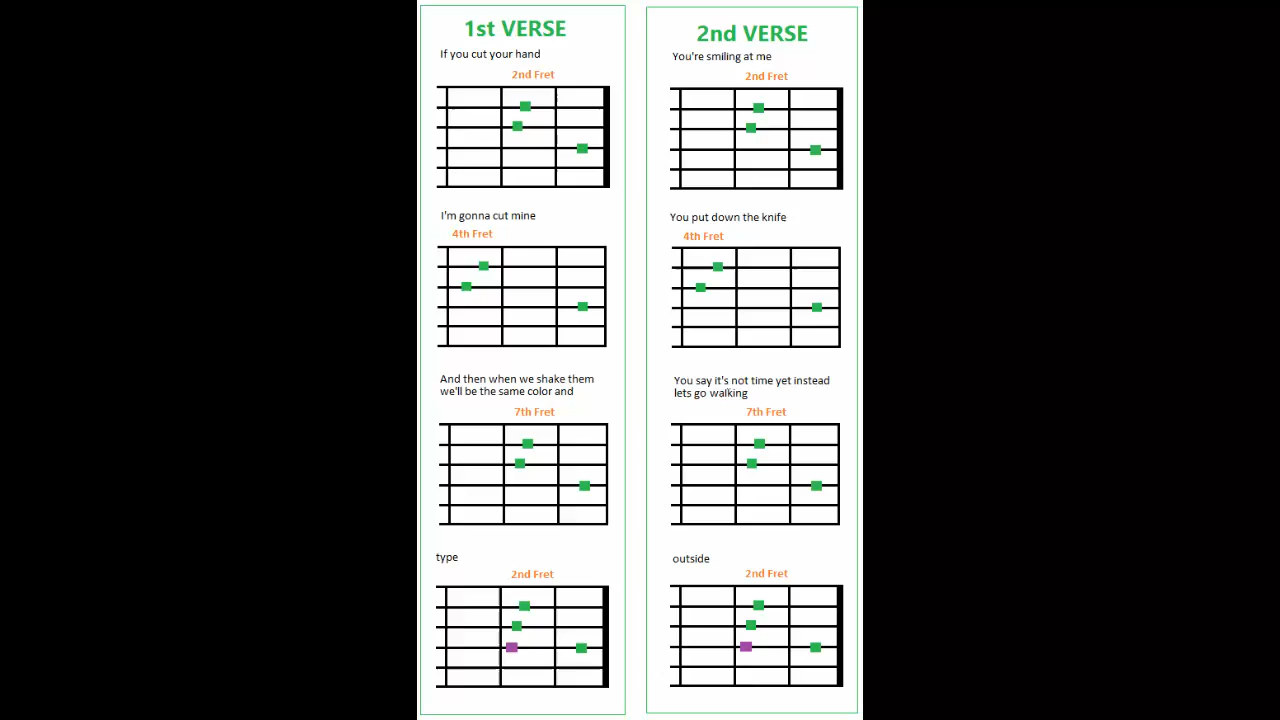 1st VERSE
If you cut your hand
2nd Fret
I'm gonna cut mine
4th Fret
And then when we shake them
we'll be the same color and
7th Fret
type
2nd Fret
2nd VERSE
You're smiling at me
2nd Fret
You put down the knife
4th Fret
You say it's not time yet instead
lets go walking
7th Fret
outside
2nd Fret